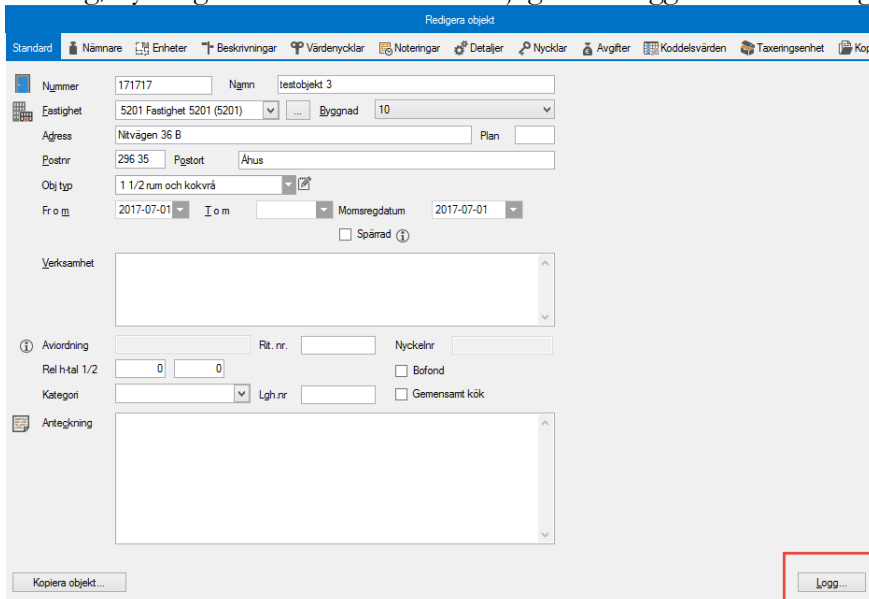 Redigera objekt
Standard Nämnare Enheter Beskrivningar Värdenycklar Noteringar Detaljer Nycklar Avgifter Koddelsvärden Taxeringsenhet
Nummer 171717 Namn testobjekt 3
Fastighet 5201 Fastighet 5201 (5201) ... Byggnad 10
Adress Nitvägen 36 B Plan
Postnr 296 35 Postort Åhus
Obj typ 1 1/2 rum och kokvrå
Fr o m 2017-07-01 T o m Momsregdatum 2017-07-01
Spärrad
Verksamhet
Aviordning Rit. nr. Nyckelnr
Rel h-tal 1/2 0 0 Bofond
Kategori Lgh.nr Gemensamt kök
Anteckning
Kopiera objekt... Logg...